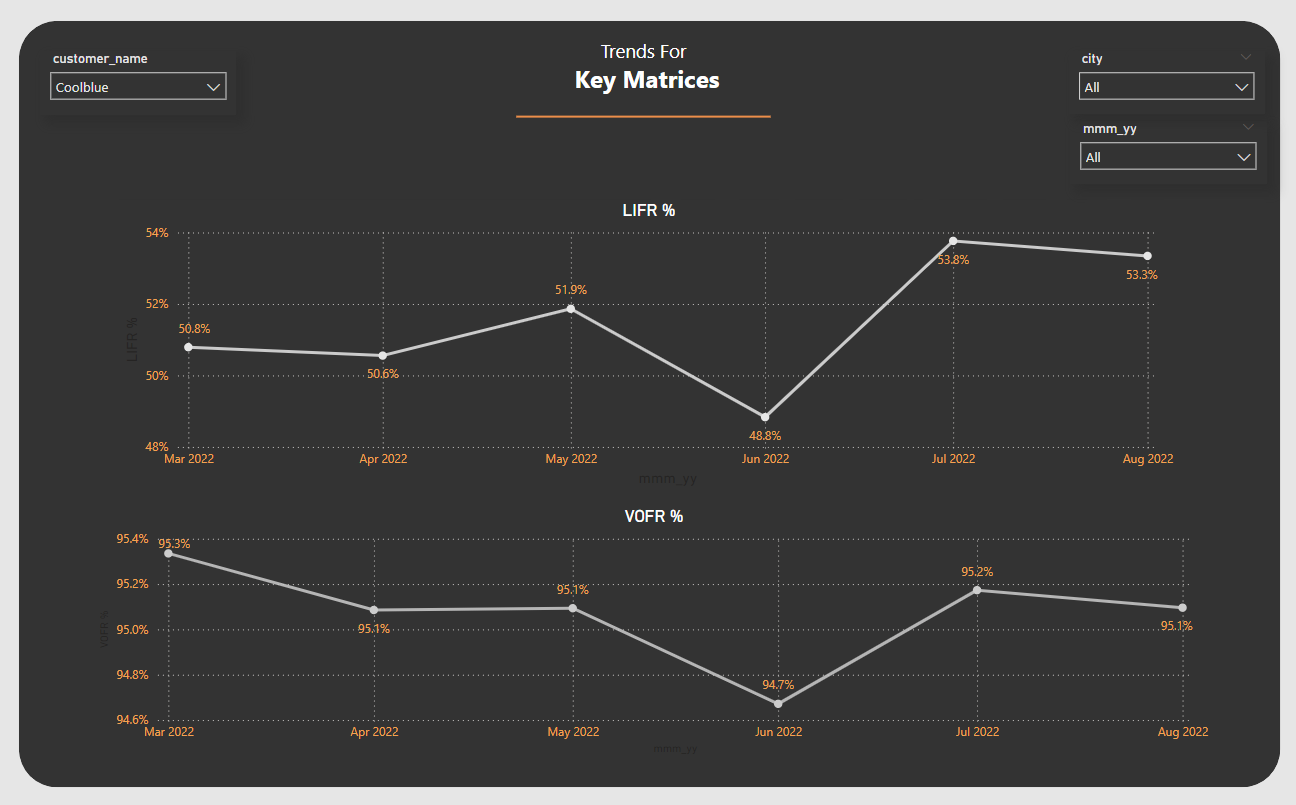 customer_name
Coolblue
Trends For
Key Matrices
city
All
mmm_yy
All
LIFR %
LIFR %
54%
52%
50%
48%
50.8%
50.6%
51.9%
48.8%
53.8%
53.3%
Mar 2022
Apr 2022
May 2022
Jun 2022
Jul 2022
Aug 2022
mmm_yy
VOFR %
VOFR %
95.4%
95.2%
95.0%
94.8%
94.6%
95.3%
95.1%
95.1%
94.7%
95.2%
95.1%
Mar 2022
Apr 2022
May 2022
Jun 2022
Jul 2022
Aug 2022
mmm_yy